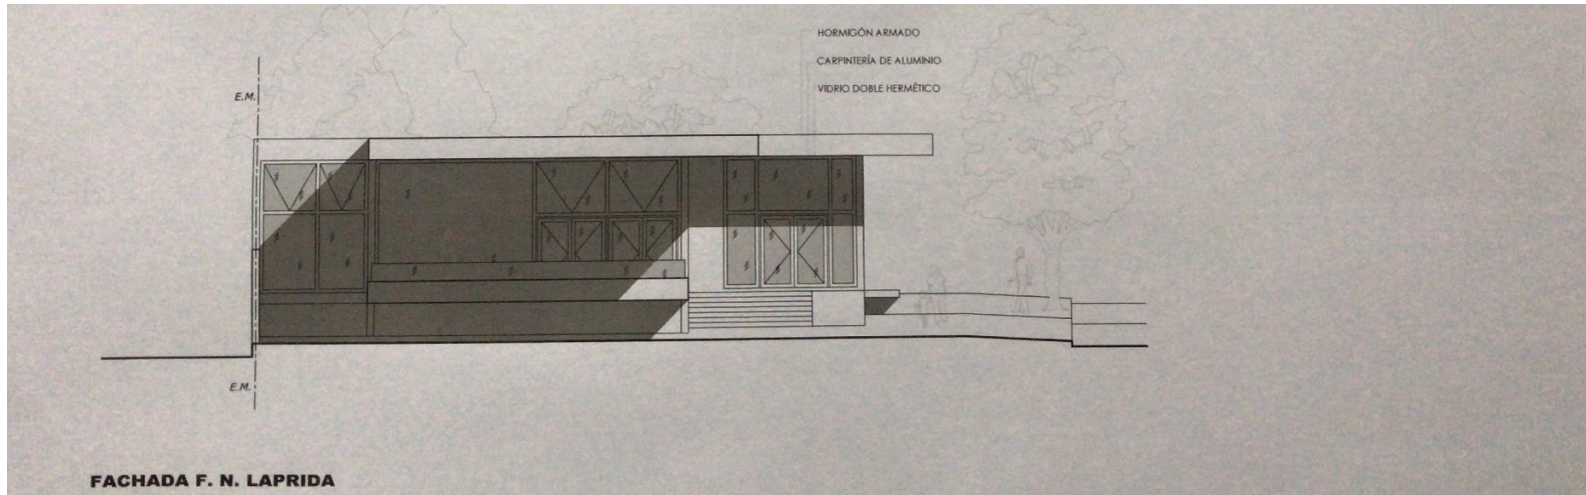 HORMIGÓN ARMADO
CARPINTERÍA DE ALUMINIO
VIDRIO DOBLE HERMÉTICO
E.M.
E.M.
FACHADA F. N. LAPRIDA